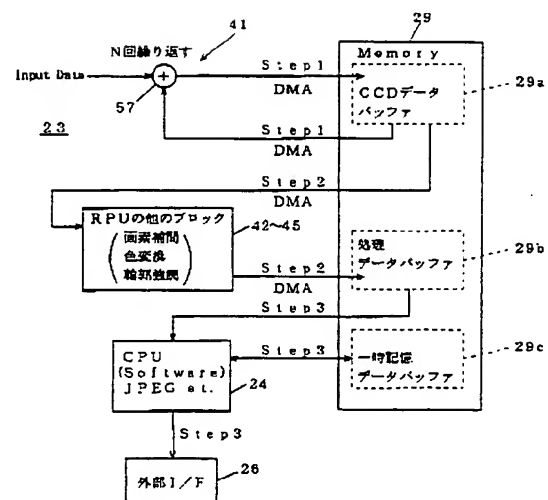 N回繰り返す
41
Step1
DMA
Input Data
+
57
23
Step1
DMA
29
Memory
CCDデータ
バッファ
29a
Step2
DMA
RPUの他のブロック
画素補間
色変換
輪郭強調
42~45
Step2
DMA
処理
データバッファ
29b
Step3
CPU
(Software)
JPEG et.
24
Step3
一時記憶
データバッファ
29c
Step3
外部I/F
26